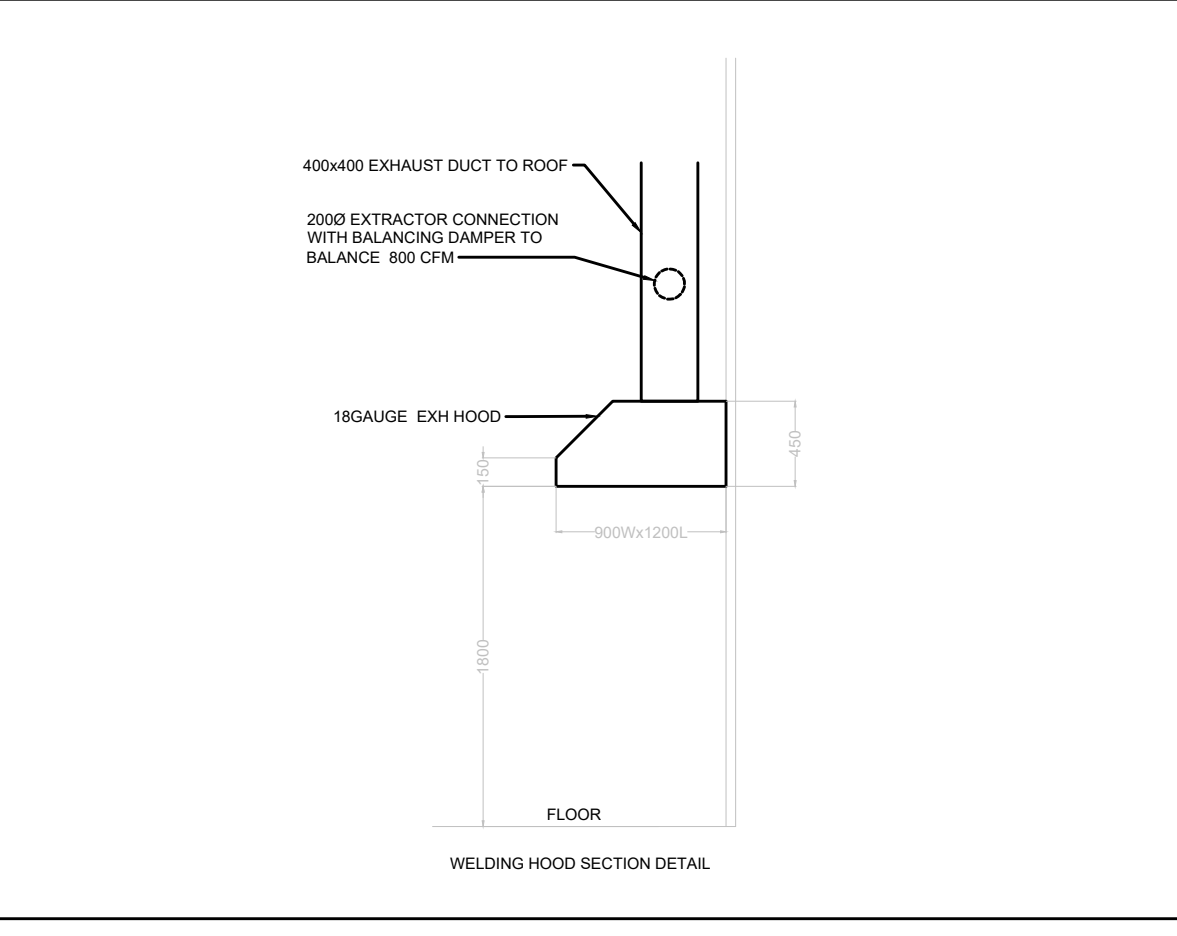 400x400 EXHAUST DUCT TO ROOF
200Ø EXTRACTOR CONNECTION
WITH BALANCING DAMPER TO
BALANCE  800 CFM
18GAUGE  EXH HOOD
450
150
900Wx1200L
1800
FLOOR
WELDING HOOD SECTION DETAIL